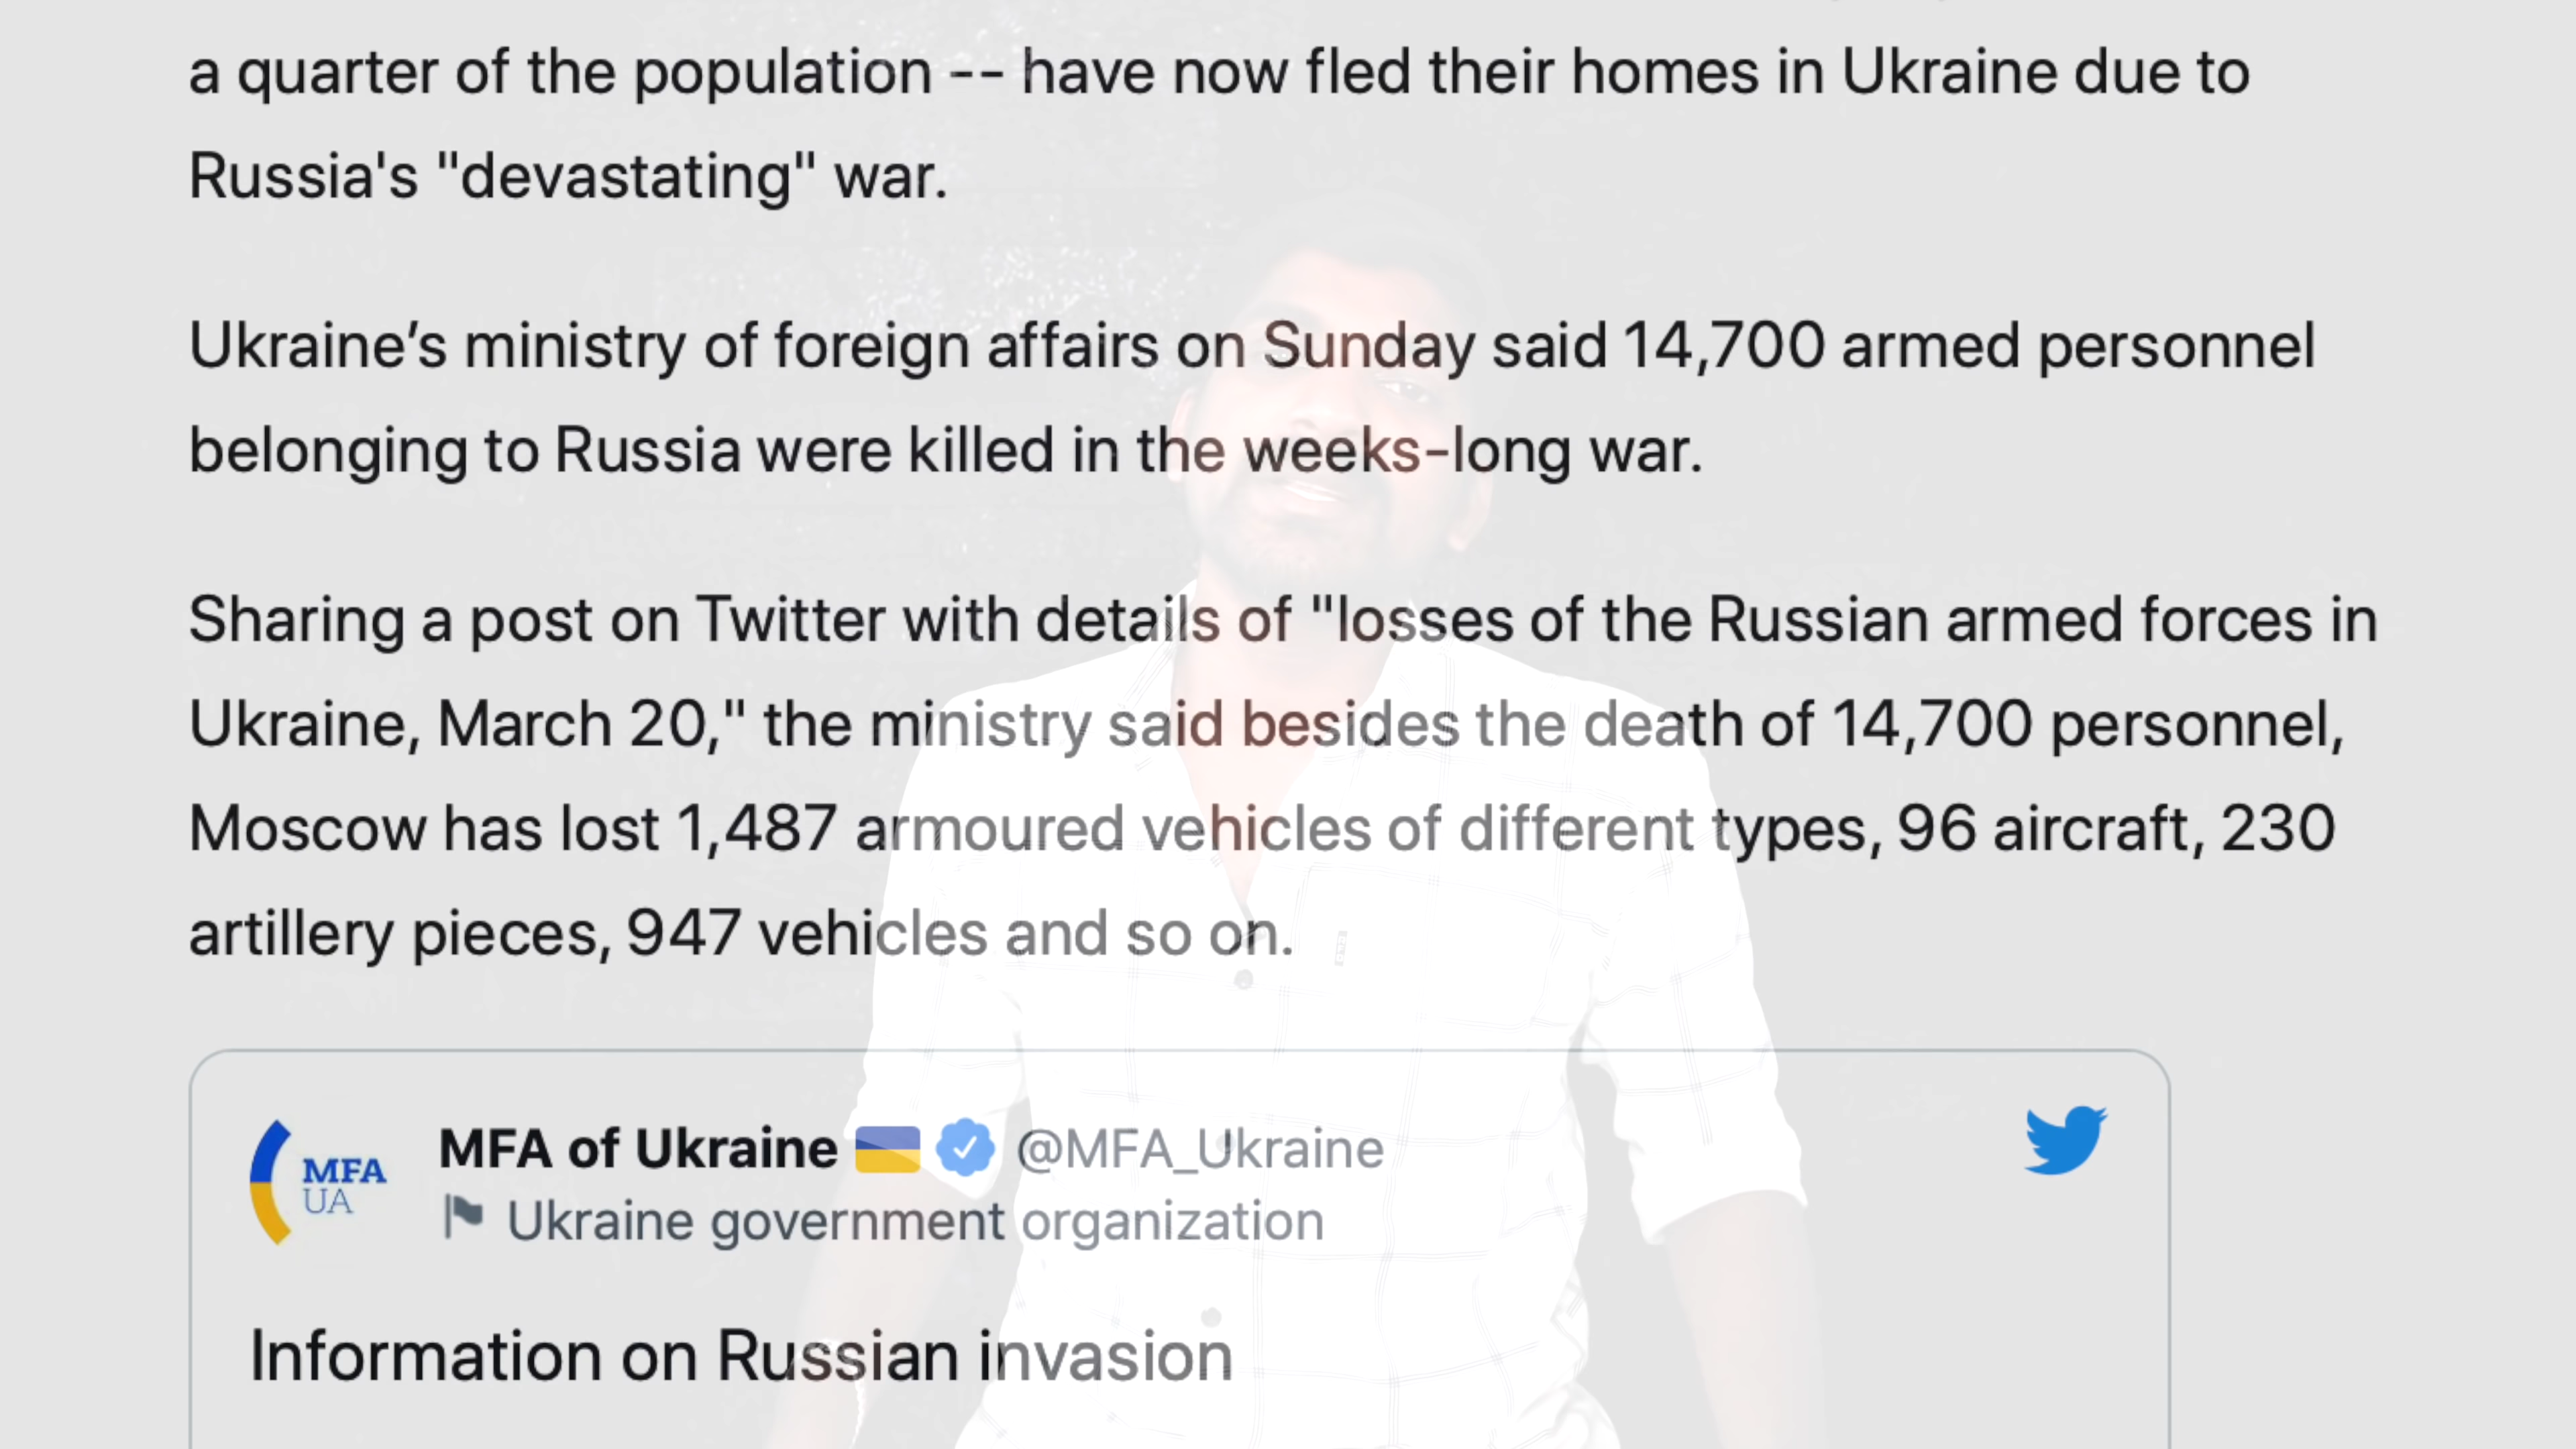 a quarter of the population -- have now fled their homes in Ukraine due to
Russia's "devastating" war.
Ukraine’s ministry of foreign affairs on Sunday said 14,700 armed personnel
belonging to Russia were killed in the weeks-long war.
Sharing a post on Twitter with details of "losses of the Russian armed forces in
Ukraine, March 20," the ministry said besides the death of 14,700 personnel,
Moscow has lost 1,487 armoured vehicles of different types, 96 aircraft, 230
artillery pieces, 947 vehicles and so on.
MFA UA
MFA of Ukraine @MFA_Ukraine
Ukraine government organization
Information on Russian invasion